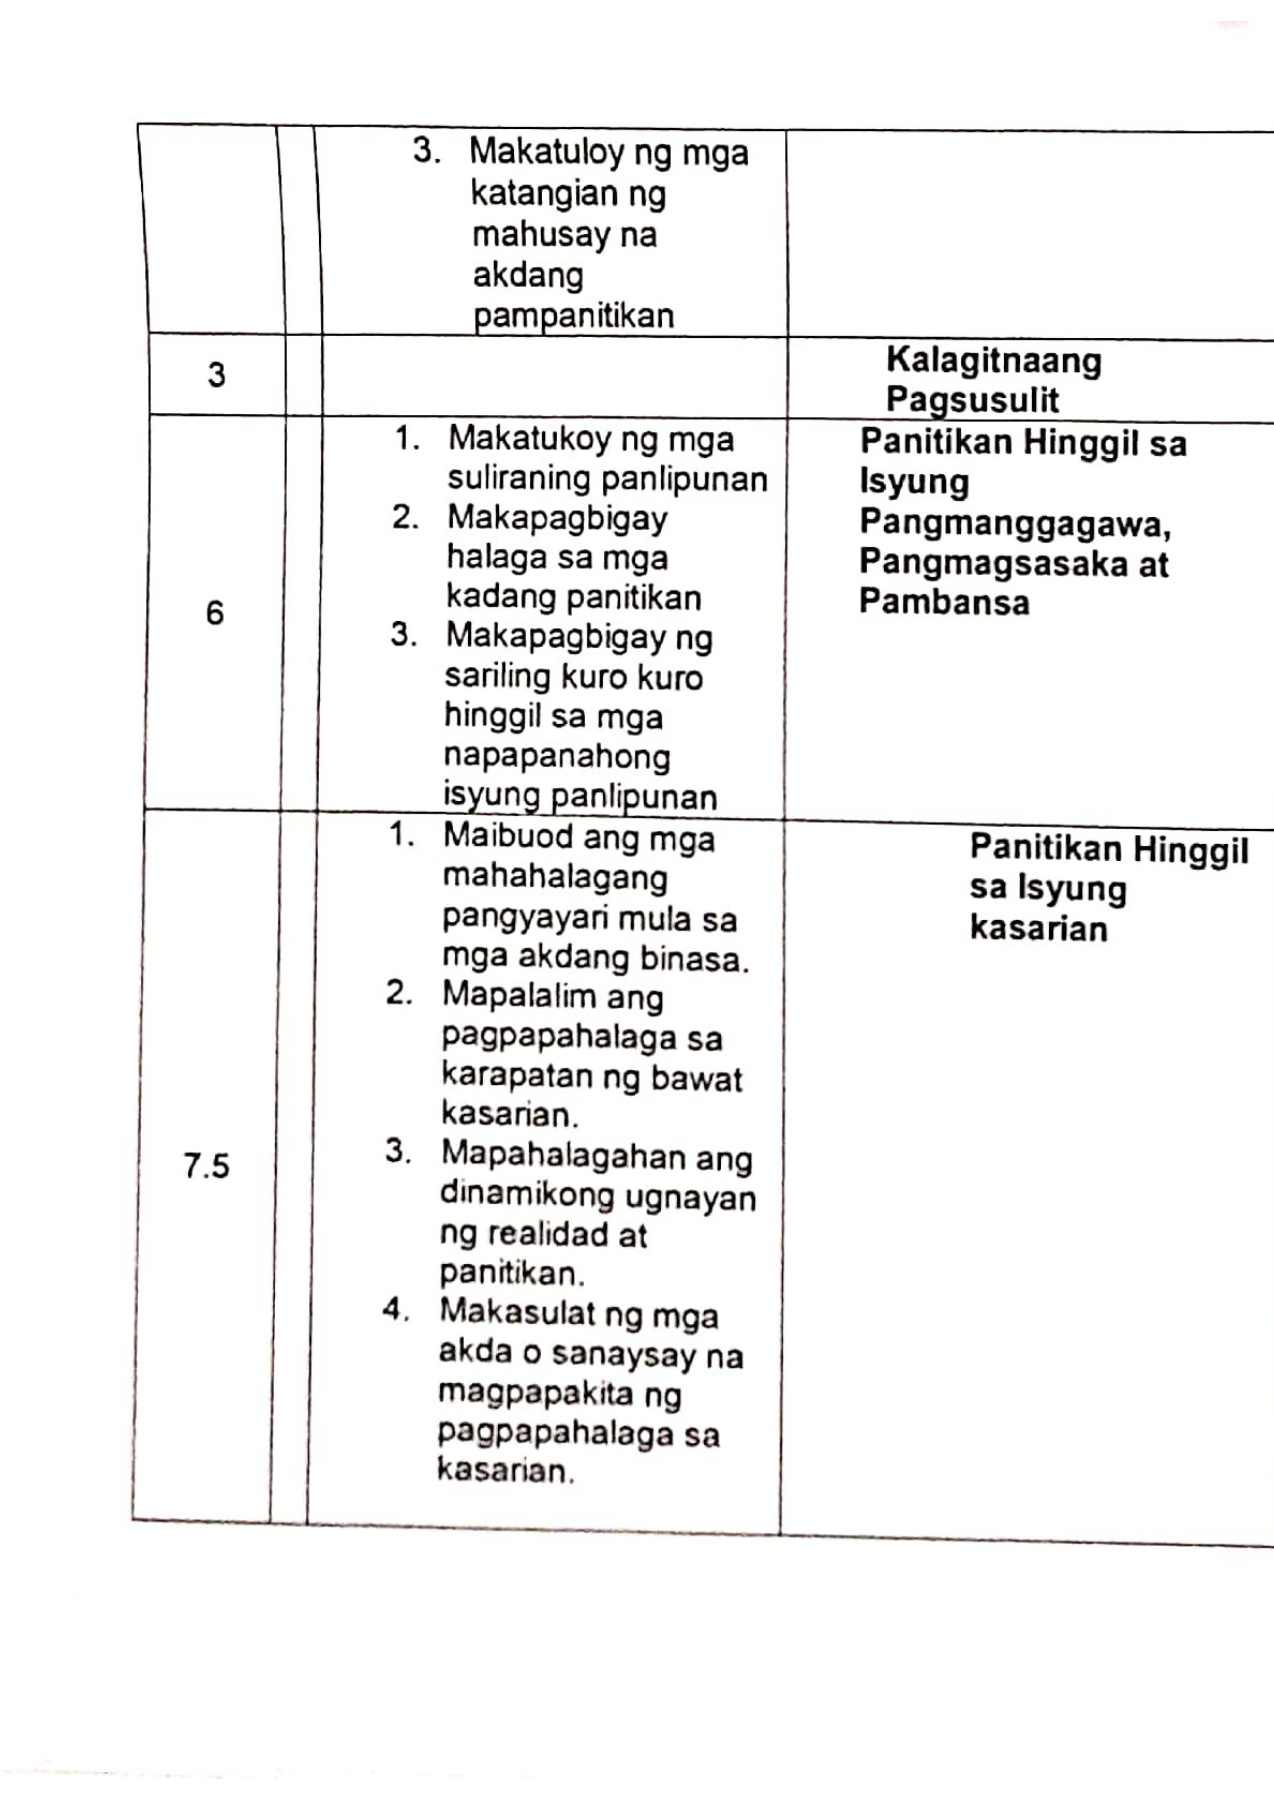 3. Makatuloy ng mga
katangian ng
mahusay na
akdang
pampanitikan
3
Kalagitnaang
Pagsusulit
6
1. Makatukoy ng mga
suliraning panlipunan
2. Makapagbigay
halaga sa mga
kadang panitikan
3. Makapagbigay ng
sariling kuro kuro
hinggil sa mga
napapanahong
isyung panlipunan
Panitikan Hinggil sa
Isyung
Pangmanggagawa,
Pangmagsasaka at
Pambansa
7.5
1. Maibuod ang mga
mahahalagang
pangyayari mula sa
mga akdang binasa.
2. Mapalalim ang
pagpapahalaga sa
karapatan ng bawat
kasarian.
3. Mapahalagahan ang
dinamikong ugnayan
ng realidad at
panitikan.
4. Makasulat ng mga
akda o sanaysay na
magpapakita ng
pagpapahalaga sa
kasarian.
Panitikan Hinggil
sa Isyung
kasarian